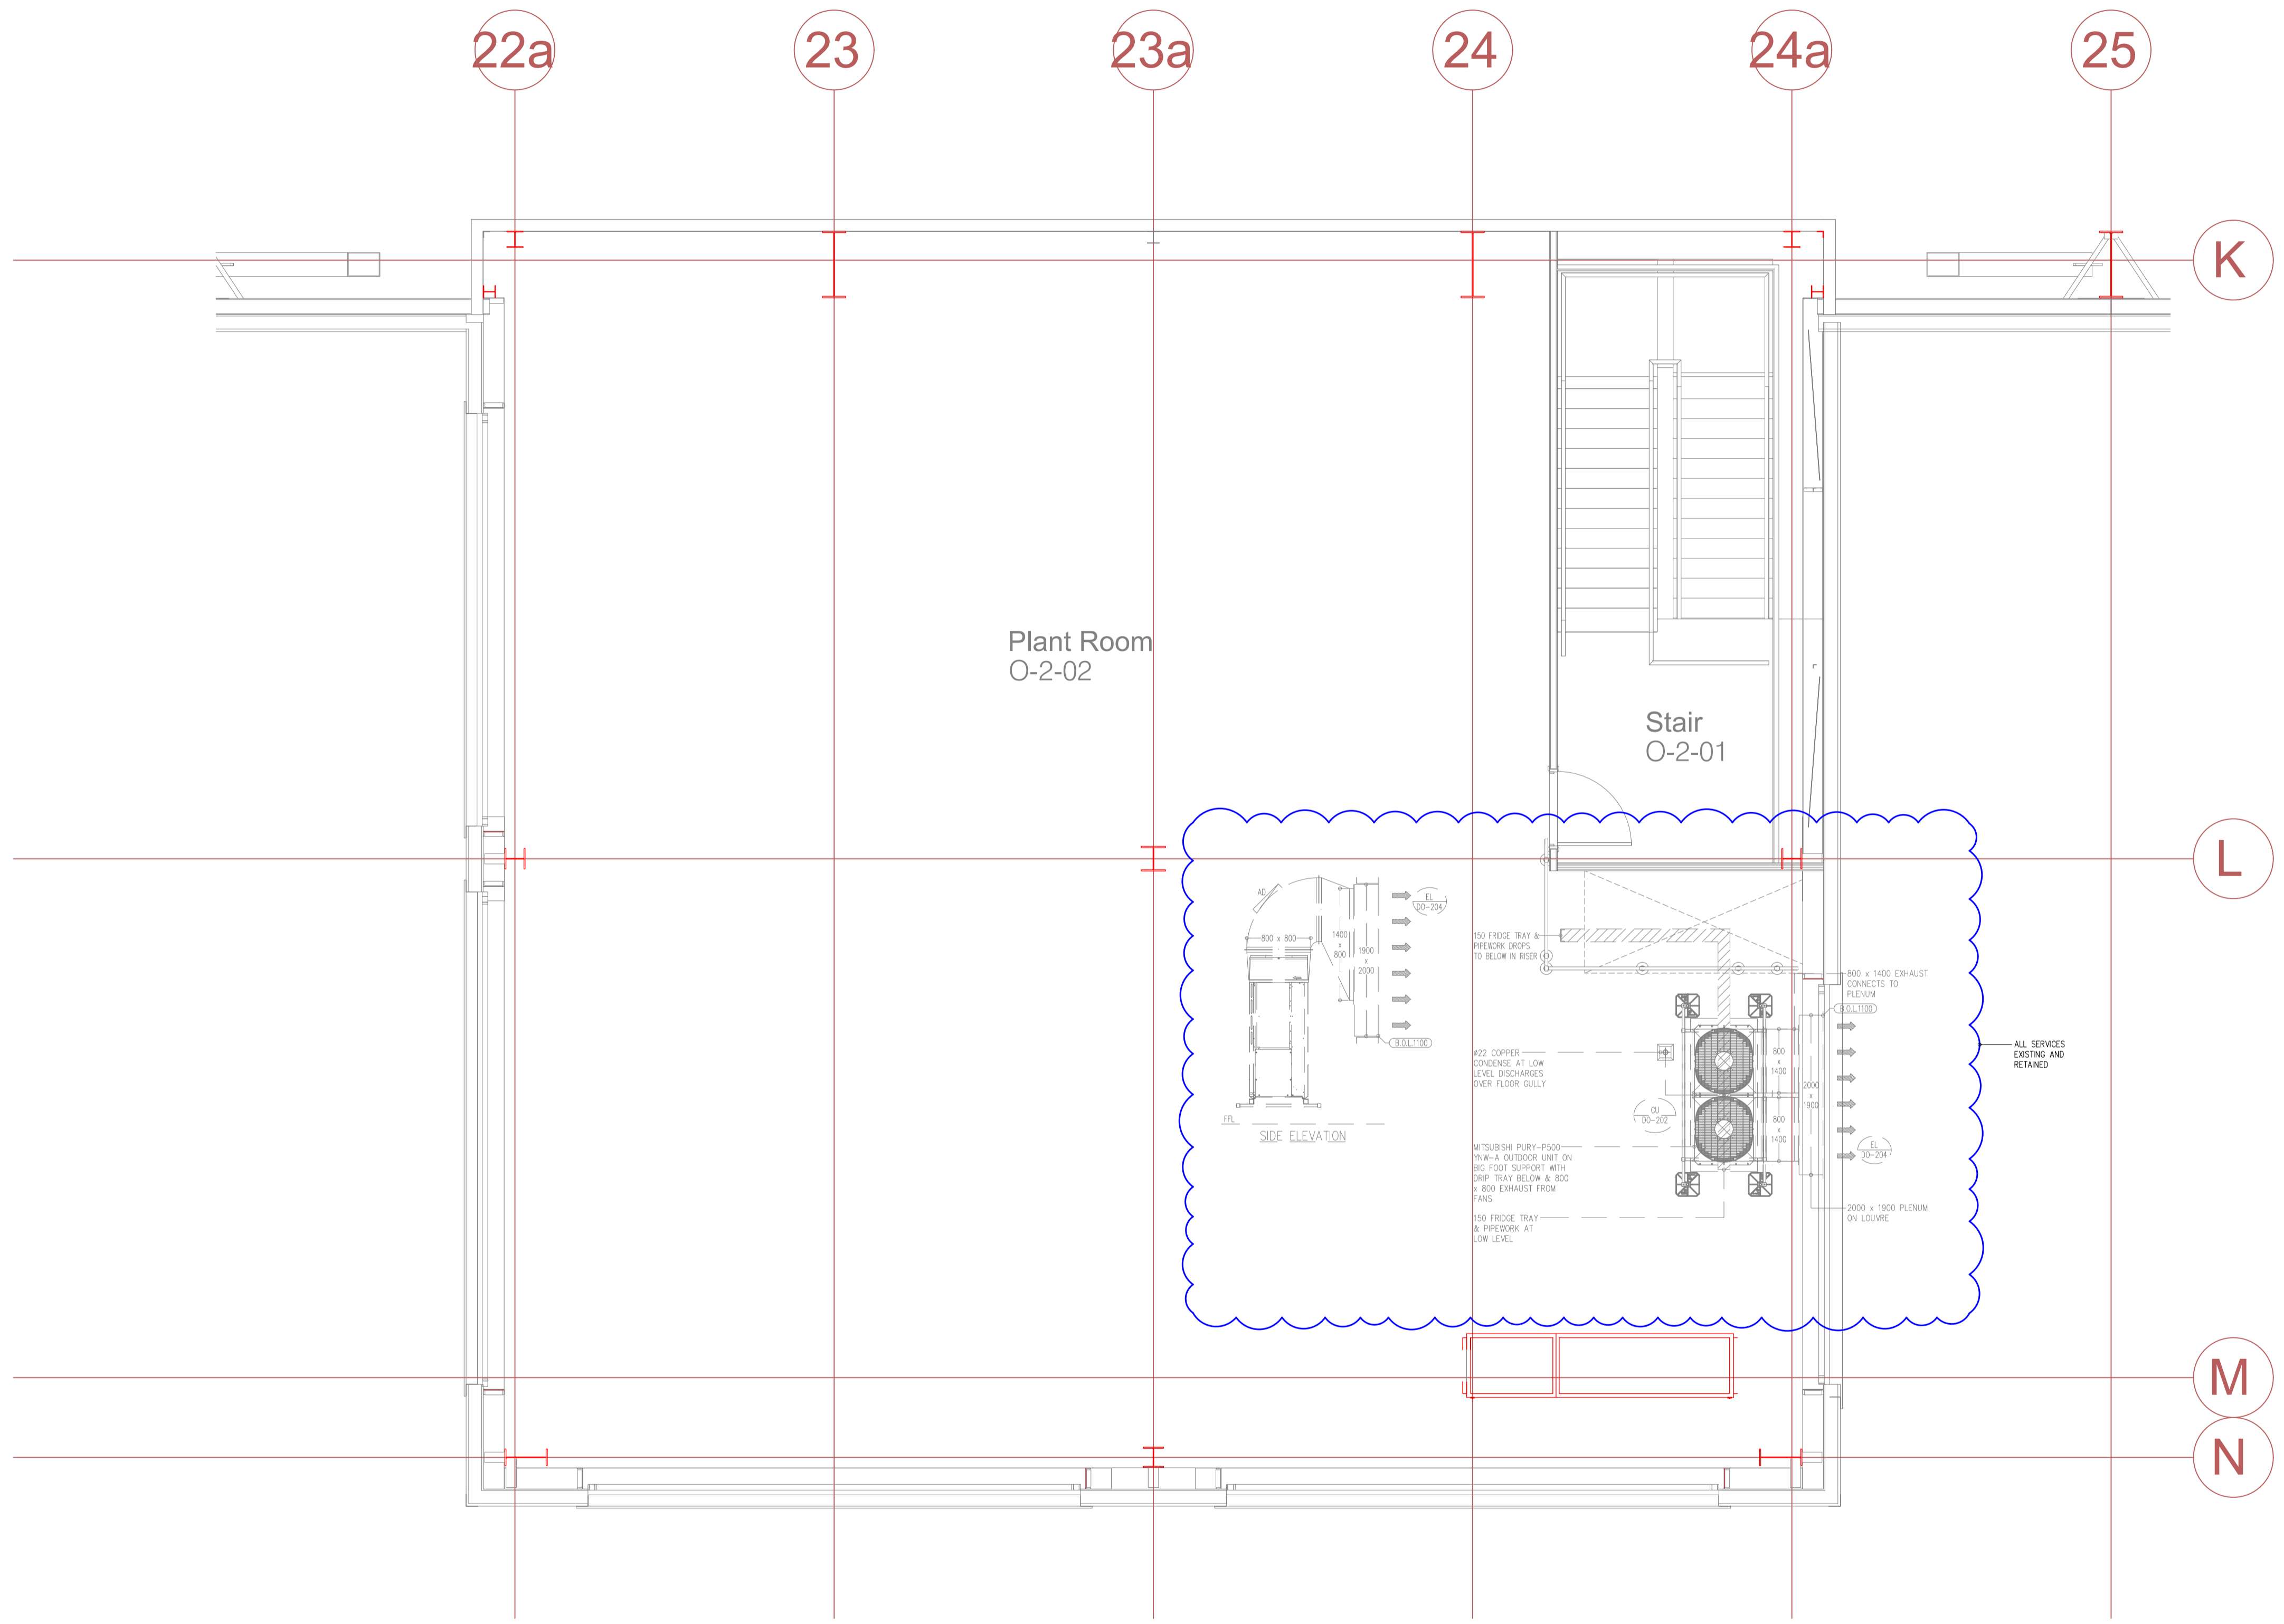 22a
23
23a
24
24a
25
K
L
M
N
Plant Room
O-2-02
Stair
O-2-01
AD
800 x 800
1400
x
800
1900
x
2000
EL
DO-204
B.O.L.1100
FFL
SIDE ELEVATION
150 FRIDGE TRAY &
PIPEWORK DROPS
TO BELOW IN RISER
ø22 COPPER
CONDENSE AT LOW
LEVEL DISCHARGES
OVER FLOOR GULLY
CU
DO-202
MITSUBISHI PURY-P500
YNW-A OUTDOOR UNIT ON
BIG FOOT SUPPORT WITH
DRIP TRAY BELOW & 800
x 800 EXHAUST FROM
FANS
150 FRIDGE TRAY
& PIPEWORK AT
LOW LEVEL
800
x
1400
800
x
1400
2000
x
1900
800 x 1400 EXHAUST
CONNECTS TO
PLENUM
B.O.L.1100
EL
DO-204
2000 x 1900 PLENUM
ON LOUVRE
ALL SERVICES
EXISTING AND
RETAINED